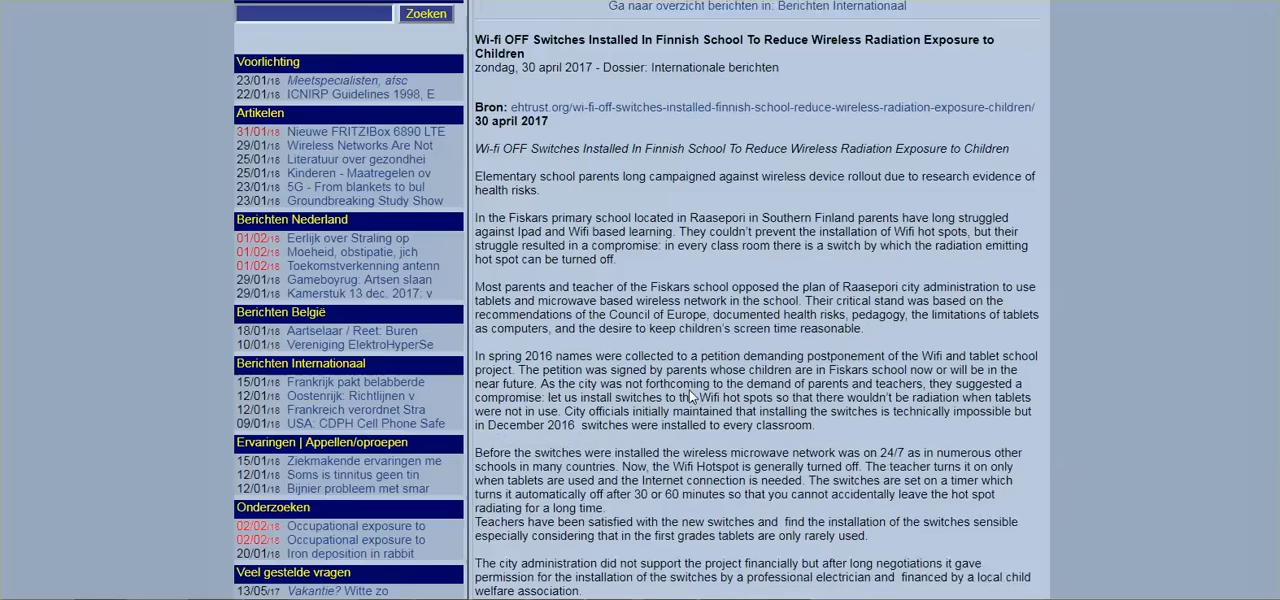 Zoeken
Voorlichting
23/01/18 Meetspecialisten, afsc
22/01/18 ICNIRP Guidelines 1998, E
Artikelen
31/01/18 Nieuwe FRITZ!Box 6890 LTE
29/01/18 Wireless Networks Are Not
25/01/18 Literatuur over gezondhei
25/01/18 Kinderen - Maatregelen ov
23/01/18 5G - From blankets to bul
23/01/18 Groundbreaking Study Show
Berichten Nederland
01/02/18 Eerlijk over Straling op
01/02/18 Moeheid, obstipatie, jich
01/02/18 Toekomstverkenning antenn
29/01/18 Gameboyrug: Artsen slaan
29/01/18 Kamerstuk 13 dec. 2017: v
Berichten België
18/01/18 Aartselaar / Reet: Buren
10/01/18 Vereniging ElektroHyperSe
Berichten Internationaal
15/01/18 Frankrijk pakt belabberde
12/01/18 Oostenrijk: Richtlijnen v
12/01/18 Frankreich verordnet Stra
09/01/18 USA: CDPH Cell Phone Safe
Ervaringen | Appellen/oproepen
15/01/18 Ziekmakende ervaringen me
12/01/18 Soms is tinnitus geen tin
12/01/18 Bijnier probleem met smar
Onderzoeken
02/02/18 Occupational exposure to
02/02/18 Occupational exposure to
20/01/18 Iron deposition in rabbit
Veel gestelde vragen
13/05/17 Vakantie? Witte zo
Ga naar overzicht berichten in: Berichten Internationaal
Wi-fi OFF Switches Installed In Finnish School To Reduce Wireless Radiation Exposure to
Children
zondag, 30 april 2017 - Dossier: Internationale berichten
Bron: ehtrust.org/wi-fi-off-switches-installed-finnish-school-reduce-wireless-radiation-exposure-children/
30 april 2017
Wi-fi OFF Switches Installed In Finnish School To Reduce Wireless Radiation Exposure to Children
Elementary school parents long campaigned against wireless device rollout due to research evidence of
health risks.
In the Fiskars primary school located in Raasepori in Southern Finland parents have long struggled
against Ipad and Wifi based learning. They couldn't prevent the installation of Wifi hot spots, but their
struggle resulted in a compromise: in every class room there is a switch by which the radiation emitting
hot spot can be turned off.
Most parents and teacher of the Fiskars school opposed the plan of Raasepori city administration to use
tablets and microwave based wireless network in the school. Their critical stand was based on the
recommendations of the Council of Europe, documented health risks, pedagogy, the limitations of tablets
as computers, and the desire to keep children's screen time reasonable.
In spring 2016 names were collected to a petition demanding postponement of the Wifi and tablet school
project. The petition was signed by parents whose children are in Fiskars school now or will be in the
near future. As the city was not forthcoming to the demand of parents and teachers, they suggested a
compromise: let us install switches to the Wifi hot spots so that there wouldn't be radiation when tablets
were not in use. City officials initially maintained that installing the switches is technically impossible but
in December 2016 switches were installed to every classroom.
Before the switches were installed the wireless microwave network was on 24/7 as in numerous other
schools in many countries. Now, the Wifi Hotspot is generally turned off. The teacher turns it on only
when tablets are used and the Internet connection is needed. The switches are set on a timer which
turns it automatically off after 30 or 60 minutes so that you cannot accidentally leave the hot spot
radiating for a long time.
Teachers have been satisfied with the new switches and find the installation of the switches sensible
especially considering that in the first grades tablets are only rarely used.
The city administration did not support the project financially but after long negotiations it gave
permission for the installation of the switches by a professional electrician and financed by a local child
welfare association.